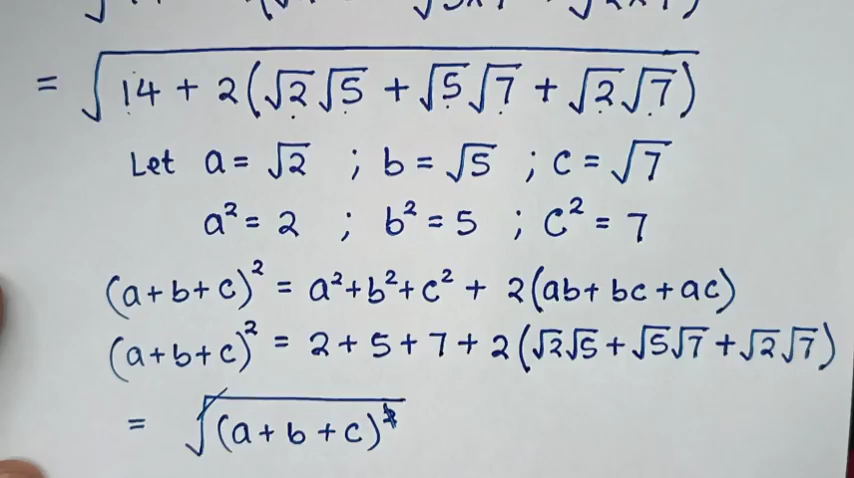 = √14 + 2(√2√5 + √5√7 + √2√7)
Let a = √2 ; b = √5 ; c = √7
a² = 2 ; b² = 5 ; c² = 7
(a+b+c)² = a²+b²+c² + 2(ab+bc+ac)
(a+b+c)² = 2+5+7+2(√2√5+√5√7+√2√7)
= √(a+b+c)²